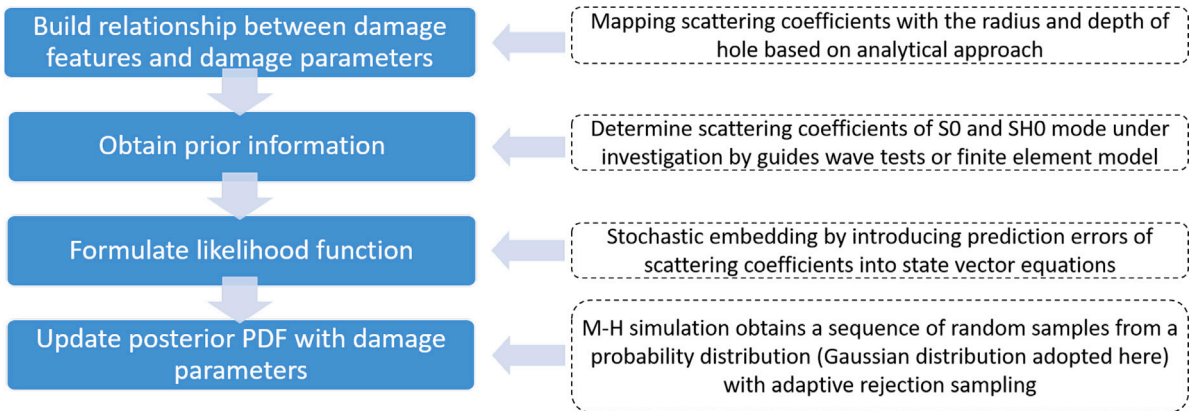 Build relationship between damage
features and damage parameters
Mapping scattering coefficients with the radius and depth of
hole based on analytical approach
Obtain prior information
Determine scattering coefficients of S0 and SH0 mode under
investigation by guides wave tests or finite element model
Formulate likelihood function
Stochastic embedding by introducing prediction errors of
scattering coefficients into state vector equations
Update posterior PDF with damage
parameters
M-H simulation obtains a sequence of random samples from a
probability distribution (Gaussian distribution adopted here)
with adaptive rejection sampling